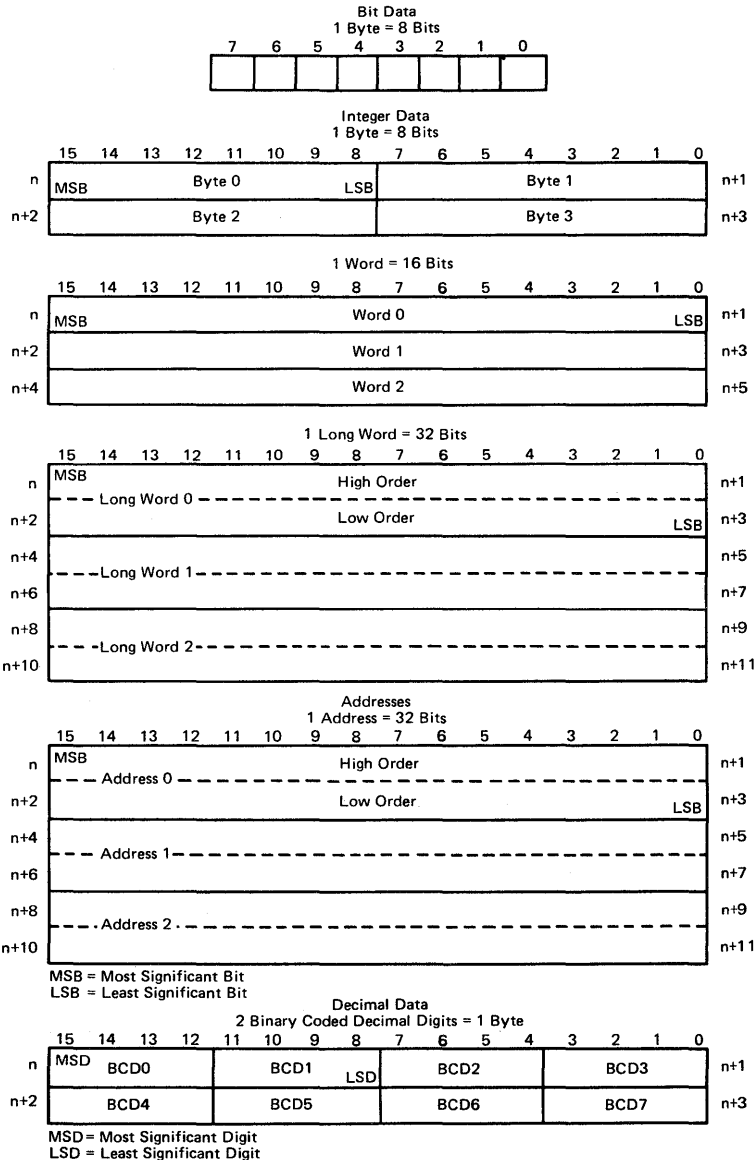 Bit Data
1 Byte = 8 Bits
7 6 5 4 3 2 1 0
Integer Data
1 Byte = 8 Bits
15 14 13 12 11 10 9 8 7 6 5 4 3 2 1 0
n MSB Byte 0 LSB Byte 1 n+1
n+2 Byte 2 Byte 3 n+3
1 Word = 16 Bits
15 14 13 12 11 10 9 8 7 6 5 4 3 2 1 0
n MSB Word 0 LSB n+1
n+2 Word 1 n+3
n+4 Word 2 n+5
1 Long Word = 32 Bits
15 14 13 12 11 10 9 8 7 6 5 4 3 2 1 0
n MSB High Order n+1
Long Word 0
n+2 Low Order LSB n+3
n+4 n+5
Long Word 1
n+6 n+7
n+8 n+9
Long Word 2
n+10 n+11
Addresses
1 Address = 32 Bits
15 14 13 12 11 10 9 8 7 6 5 4 3 2 1 0
n MSB High Order n+1
Address 0
n+2 Low Order LSB n+3
n+4 n+5
Address 1
n+6 n+7
n+8 n+9
Address 2
n+10 n+11
MSB = Most Significant Bit
LSB = Least Significant Bit
Decimal Data
2 Binary Coded Decimal Digits = 1 Byte
15 14 13 12 11 10 9 8 7 6 5 4 3 2 1 0
n MSD BCD0 BCD1 LSD BCD2 BCD3 n+1
n+2 BCD4 BCD5 BCD6 BCD7 n+3
MSD = Most Significant Digit
LSD = Least Significant Digit